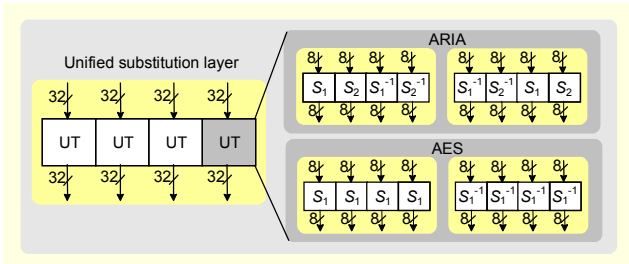 ARIA
Unified substitution layer
8 8 8 8 8 8 8 8
S₁ S₂ S₁⁻¹ S₂⁻¹ S₁⁻¹ S₂⁻¹ S₁ S₂
8 8 8 8 8 8 8 8
32 32 32 32
UT UT UT UT
32 32 32 32
AES
8 8 8 8 8 8 8 8
S₁ S₁ S₁ S₁ S₁⁻¹ S₁⁻¹ S₁⁻¹ S₁⁻¹
8 8 8 8 8 8 8 8